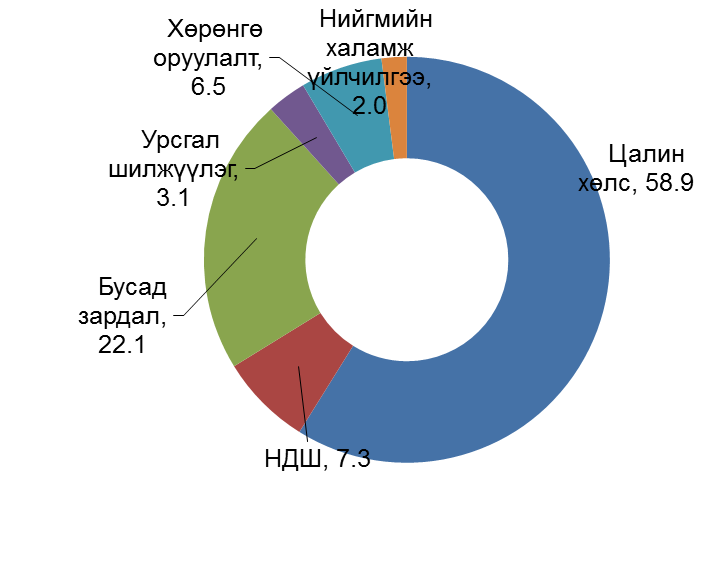 Нийгмийн
халамж
үйлчилгээ,
2.0
Хөрөнгө
оруулалт,
6.5
Урсгал
шилжүүлэг,
3.1
Цалин
хөлс, 58.9
Бусад
зардал,
22.1
НДШ, 7.3